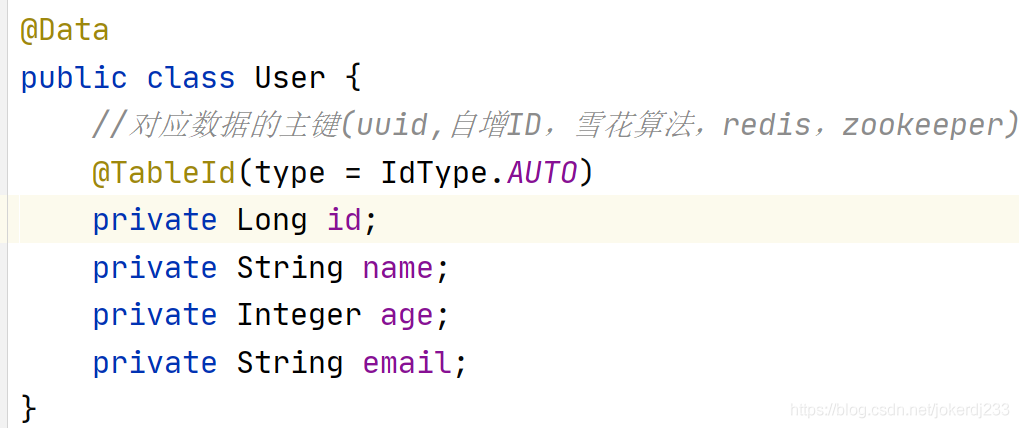 @Data
public class User {
//对应数据的主键(uuid,自增ID，雪花算法，redis，zookeeper)
@TableId(type = IdType.AUTO)
private Long id;
private String name;
private Integer age;
private String email;
}
https://blog.csdn.net/jokerdj233